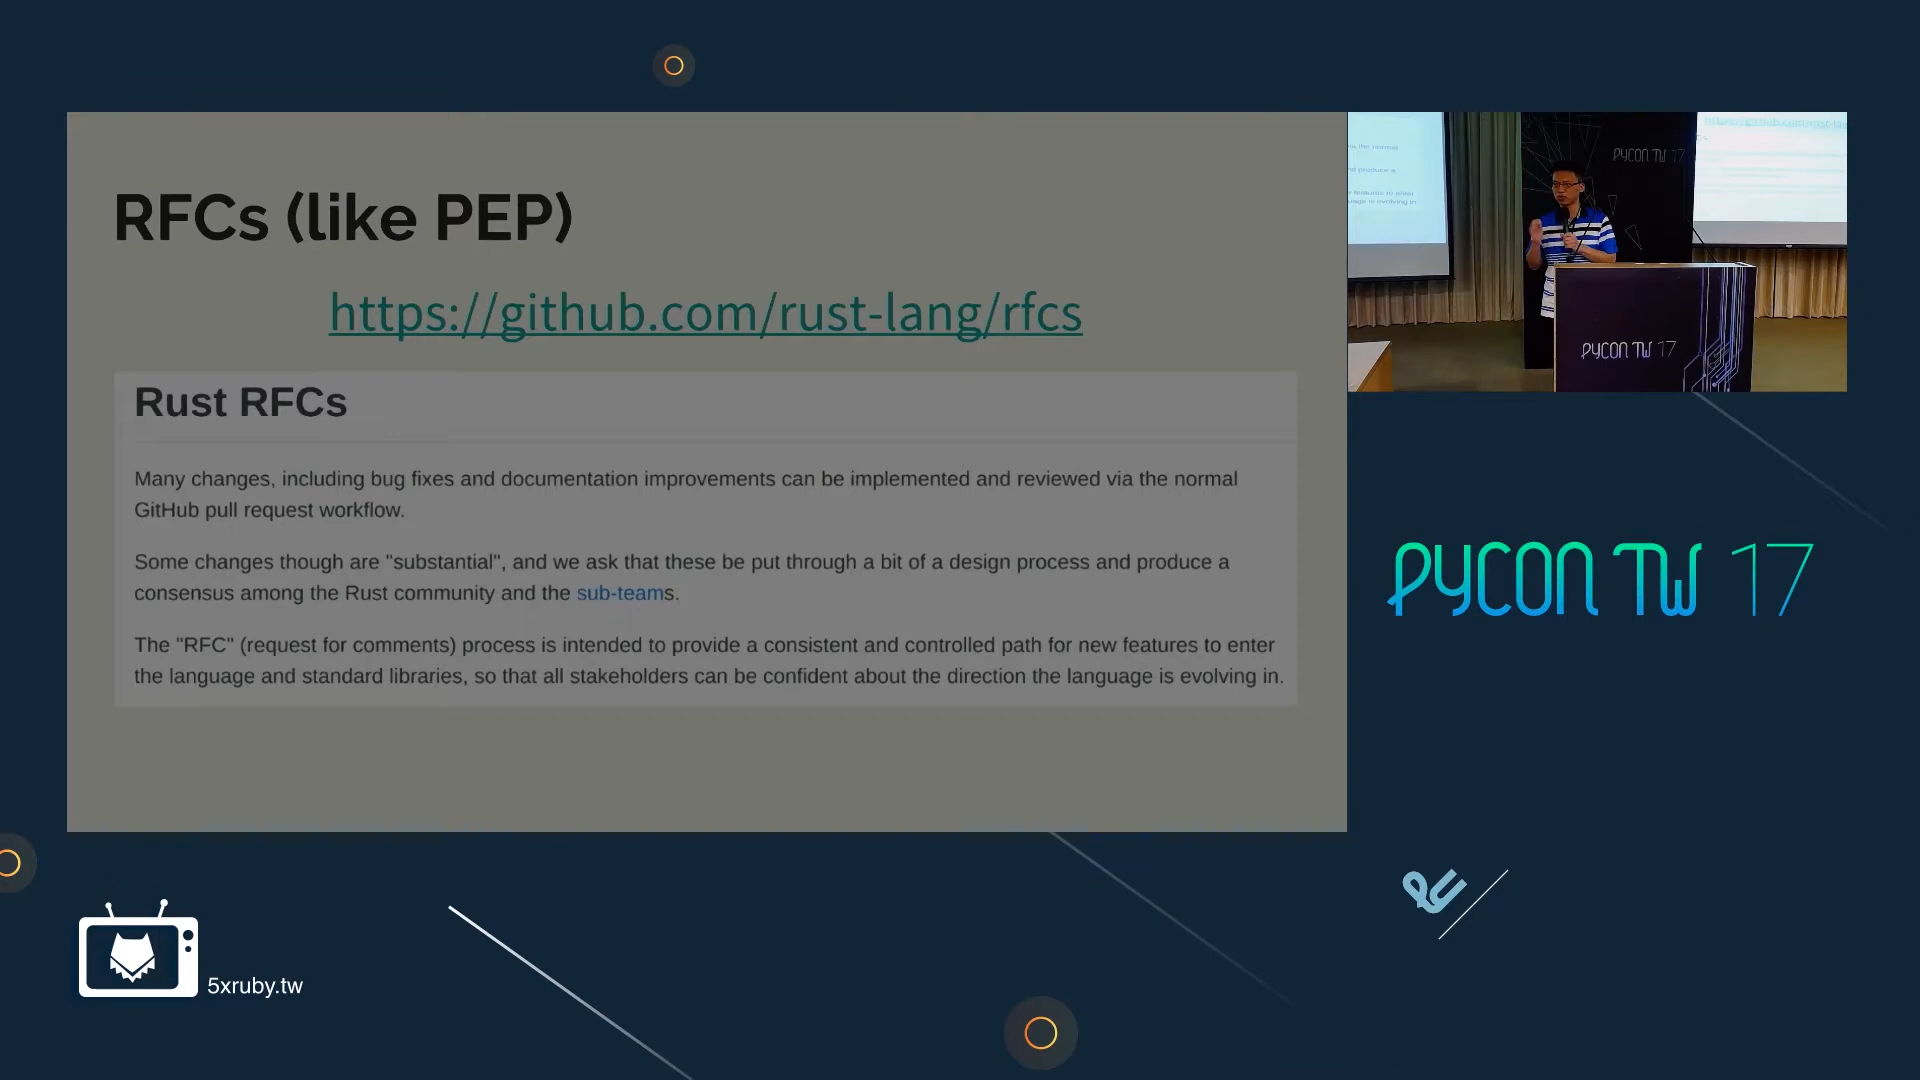 RFCs (like PEP)
https://github.com/rust-lang/rfcs
Rust RFCs
Many changes, including bug fixes and documentation improvements can be implemented and reviewed via the normal
GitHub pull request workflow.
Some changes though are "substantial", and we ask that these be put through a bit of a design process and produce a
consensus among the Rust community and the sub-teams.
The "RFC" (request for comments) process is intended to provide a consistent and controlled path for new features to enter
the language and standard libraries, so that all stakeholders can be confident about the direction the language is evolving in.
PYCON TW 17
PYCON TW 17
PYCON TW 17
5xruby.tw